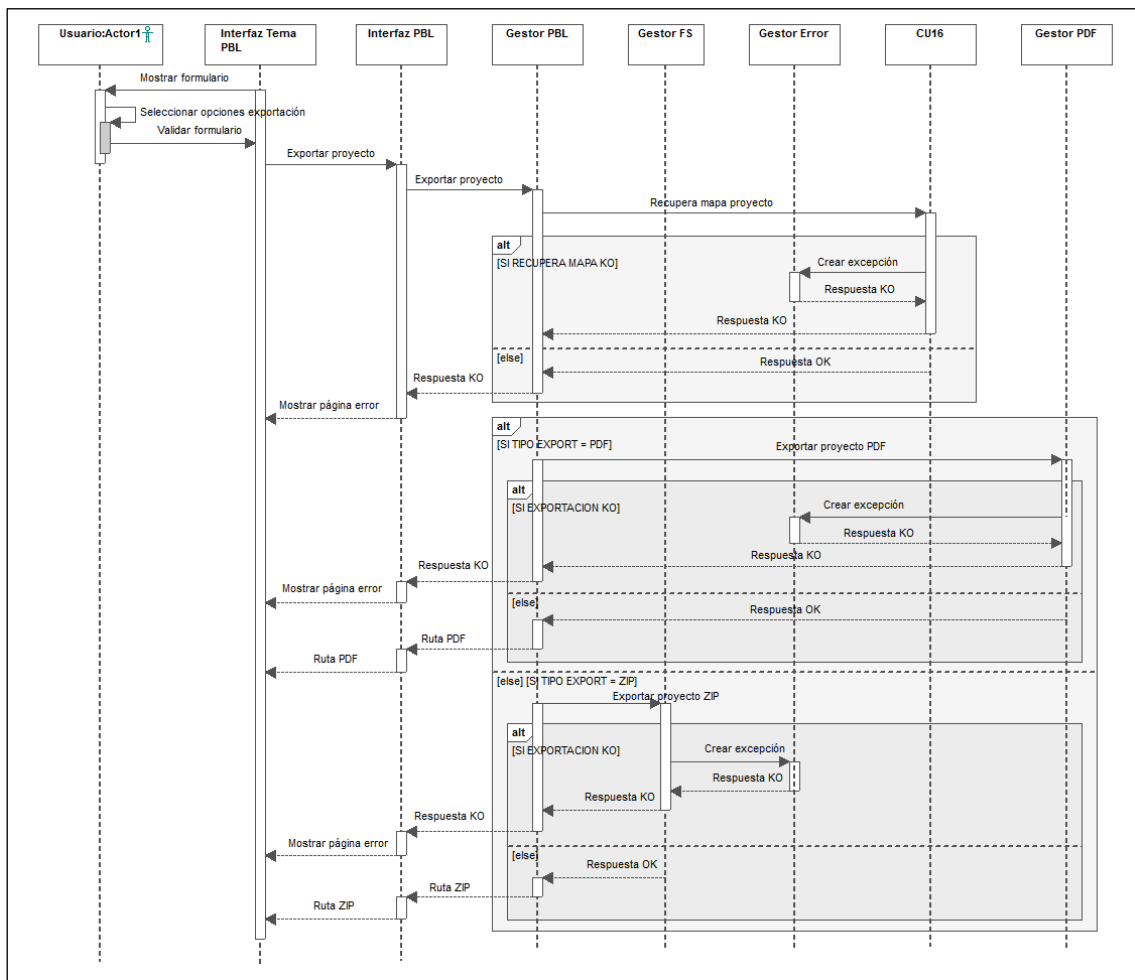 Usuario:Actor1
Interfaz Tema
PBL
Interfaz PBL
Gestor PBL
Gestor FS
Gestor Error
CU16
Gestor PDF
Mostrar formulario
Seleccionar opciones exportación
Validar formulario
Exportar proyecto
Exportar proyecto
Recupera mapa proyecto
alt
[SI RECUPERA MAPA KO]
Crear excepción
Respuesta KO
Respuesta KO
[else]
Respuesta OK
Respuesta KO
Mostrar página error
alt
[SI TIPO EXPORT = PDF]
Exportar proyecto PDF
alt
[SI EXPORTACION KO]
Crear excepción
Respuesta KO
Respuesta KO
Respuesta KO
Mostrar página error
[else]
Respuesta OK
Ruta PDF
Ruta PDF
[else] [SI TIPO EXPORT = ZIP]
Exportar proyecto ZIP
alt
[SI EXPORTACION KO]
Crear excepción
Respuesta KO
Respuesta KO
Respuesta KO
Mostrar página error
[else]
Respuesta OK
Ruta ZIP
Ruta ZIP